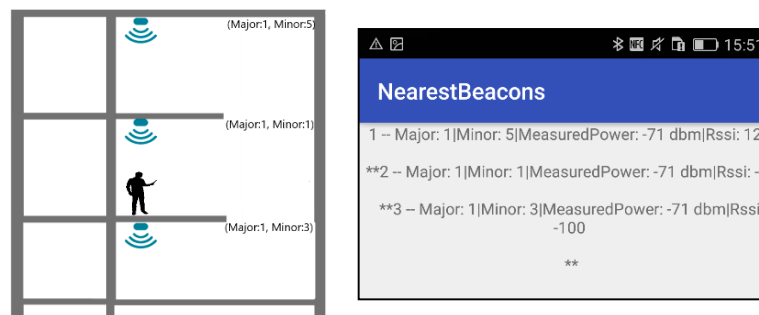 (Major:1, Minor:5)
(Major:1, Minor:1)
(Major:1, Minor:3)
NFC 15:51
NearestBeacons
1 -- Major: 1|Minor: 5|MeasuredPower: -71 dbm|Rssi: 12
**2 -- Major: 1|Minor: 1|MeasuredPower: -71 dbm|Rssi: -
**3 -- Major: 1|Minor: 3|MeasuredPower: -71 dbm|Rssi
-100
**